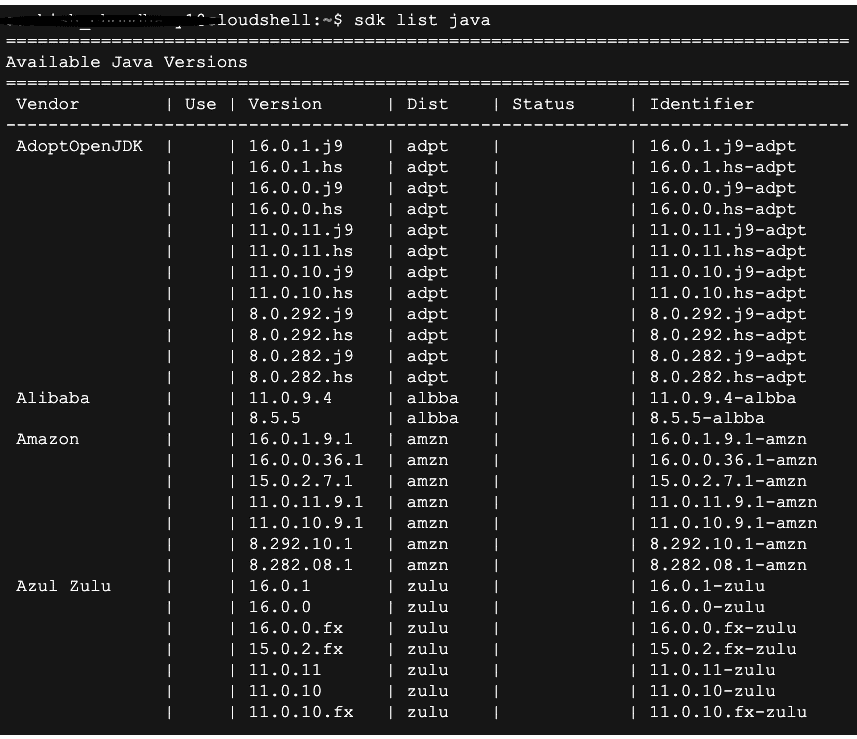 loudshell:~$ sdk list java
================================================================================
Available Java Versions
================================================================================
 Vendor        | Use | Version      | Dist    | Status     | Identifier
--------------------------------------------------------------------------------
 AdoptOpenJDK  |     | 16.0.1.j9    | adpt    |            | 16.0.1.j9-adpt
               |     | 16.0.1.hs    | adpt    |            | 16.0.1.hs-adpt
               |     | 16.0.0.j9    | adpt    |            | 16.0.0.j9-adpt
               |     | 16.0.0.hs    | adpt    |            | 16.0.0.hs-adpt
               |     | 11.0.11.j9   | adpt    |            | 11.0.11.j9-adpt
               |     | 11.0.11.hs   | adpt    |            | 11.0.11.hs-adpt
               |     | 11.0.10.j9   | adpt    |            | 11.0.10.j9-adpt
               |     | 11.0.10.hs   | adpt    |            | 11.0.10.hs-adpt
               |     | 8.0.292.j9   | adpt    |            | 8.0.292.j9-adpt
               |     | 8.0.292.hs   | adpt    |            | 8.0.292.hs-adpt
               |     | 8.0.282.j9   | adpt    |            | 8.0.282.j9-adpt
               |     | 8.0.282.hs   | adpt    |            | 8.0.282.hs-adpt
 Alibaba       |     | 11.0.9.4     | albba   |            | 11.0.9.4-albba
               |     | 8.5.5        | albba   |            | 8.5.5-albba
 Amazon        |     | 16.0.1.9.1   | amzn    |            | 16.0.1.9.1-amzn
               |     | 16.0.0.36.1  | amzn    |            | 16.0.0.36.1-amzn
               |     | 15.0.2.7.1   | amzn    |            | 15.0.2.7.1-amzn
               |     | 11.0.11.9.1  | amzn    |            | 11.0.11.9.1-amzn
               |     | 11.0.10.9.1  | amzn    |            | 11.0.10.9.1-amzn
               |     | 8.292.10.1   | amzn    |            | 8.292.10.1-amzn
               |     | 8.282.08.1   | amzn    |            | 8.282.08.1-amzn
 Azul Zulu     |     | 16.0.1       | zulu    |            | 16.0.1-zulu
               |     | 16.0.0       | zulu    |            | 16.0.0-zulu
               |     | 16.0.0.fx    | zulu    |            | 16.0.0.fx-zulu
               |     | 15.0.2.fx    | zulu    |            | 15.0.2.fx-zulu
               |     | 11.0.11      | zulu    |            | 11.0.11-zulu
               |     | 11.0.10      | zulu    |            | 11.0.10-zulu
               |     | 11.0.10.fx   | zulu    |            | 11.0.10.fx-zulu